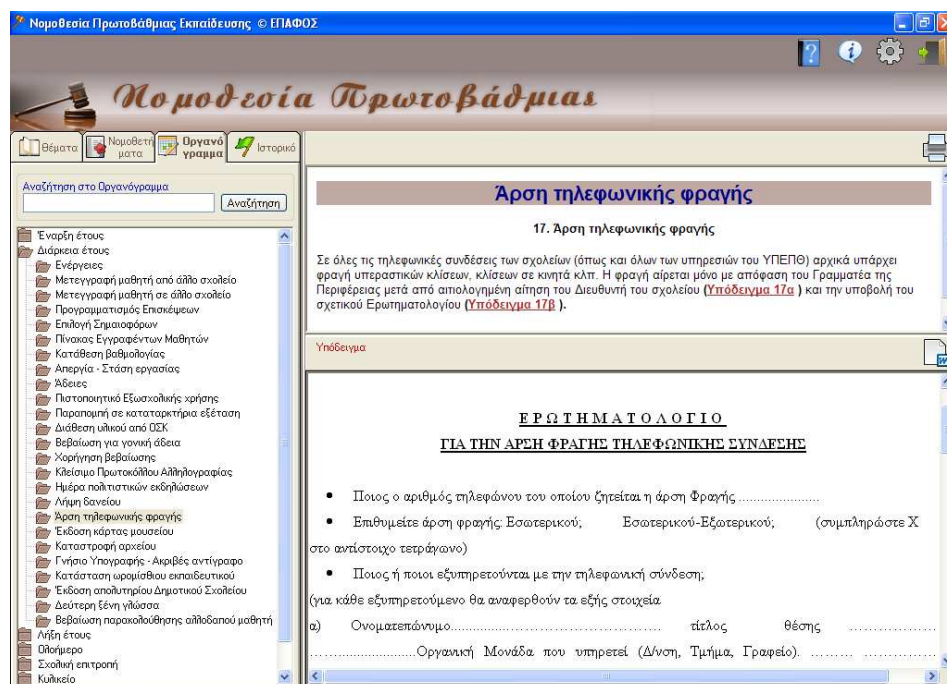 Νομοθεσία Πρωτοβάθμιας Εκπαίδευσης © ΕΠΑΦΟΣ
Νομοθεσία Πρωτοβάθμιας
Θέματα
Νομοθετή
ματα
Οργανό
γραμμα
Ιστορικό
Αναζήτηση στο Οργανόγραμμα
Αναζήτηση
Έναρξη έτους
Διάρκεια έτους
Ενέργειες
Μετεγγραφή μαθητή από άλλο σχολείο
Μετεγγραφή μαθητή σε άλλο σχολείο
Προγραμματισμός Επισκέψεων
Επιλογή Σημαιοφόρων
Πίνακας Εγγραφέντων Μαθητών
Κατάθεση βαθμολογίας
Απεργία - Στάση εργασίας
Άδειες
Πιστοποιητικό Εξωσχολικής χρήσης
Παραπομπή σε καταταρκτήρια εξέταση
Διάθεση υλικού από ΟΣΚ
Βεβαίωση για γονική άδεια
Χορήγηση βεβαίωσης
Κλείσιμο Πρωτοκόλλου Αλληλογραφίας
Ημέρα πολιτιστικών εκδηλώσεων
Λήψη δανείου
Άρση τηλεφωνικής φραγής
Έκδοση κάρτας μουσείου
Καταστροφή αρχείου
Γνήσιο Υπογραφής - Ακριβές αντίγραφο
Κατάσταση ωρομίσθιου εκπαιδευτικού
Έκδοση απολυτηρίου Δημοτικού Σχολείου
Δεύτερη ξένη γλώσσα
Βεβαίωση παρακολούθησης αλλοδαπού μαθητή
Λήξη έτους
Ολοήμερο
Σχολική επιτροπή
Κυλικείο
Άρση τηλεφωνικής φραγής
17. Άρση τηλεφωνικής φραγής
Σε όλες τις τηλεφωνικές συνδέσεις των σχολείων (όπως και όλων των υπηρεσιών του ΥΠΕΠΘ) αρχικά υπάρχει
φραγή υπεραστικών κλίσεων, κλίσεων σε κινητά κλπ. Η φραγή αίρεται μόνο με απόφαση του Γραμματέα της
Περιφέρειας μετά από αιτιολογημένη αίτηση του Διευθυντή του σχολείου (Υπόδειγμα 17α ) και την υποβολή του
σχετικού Ερωτηματολογίου (Υπόδειγμα 17β ).
Υπόδειγμα
Ε Ρ Ω Τ Η Μ Α Τ Ο Λ Ο Γ Ι Ο
ΓΙΑ ΤΗΝ ΑΡΣΗ ΦΡΑΓΗΣ ΤΗΛΕΦΩΝΙΚΗΣ ΣΥΝΔΕΣΗΣ
• Ποιος ο αριθμός τηλεφώνου του οποίου ζητείται η άρση Φραγής ....................
• Επιθυμείτε άρση φραγής: Εσωτερικού; Εσωτερικού-Εξωτερικού; (συμπληρώστε Χ
στο αντίστοιχο τετράγωνο)
• Ποιος ή ποιοι εξυπηρετούνται με την τηλεφωνική σύνδεση;
(για κάθε εξυπηρετούμενο θα αναφερθούν τα εξής στοιχεία
α) Ονοματεπώνυμο.................................................. τίτλος θέσης ....................
..........................Οργανική Μονάδα που υπηρετεί (Δ/νση, Τμήμα, Γραφείο). ......... ................